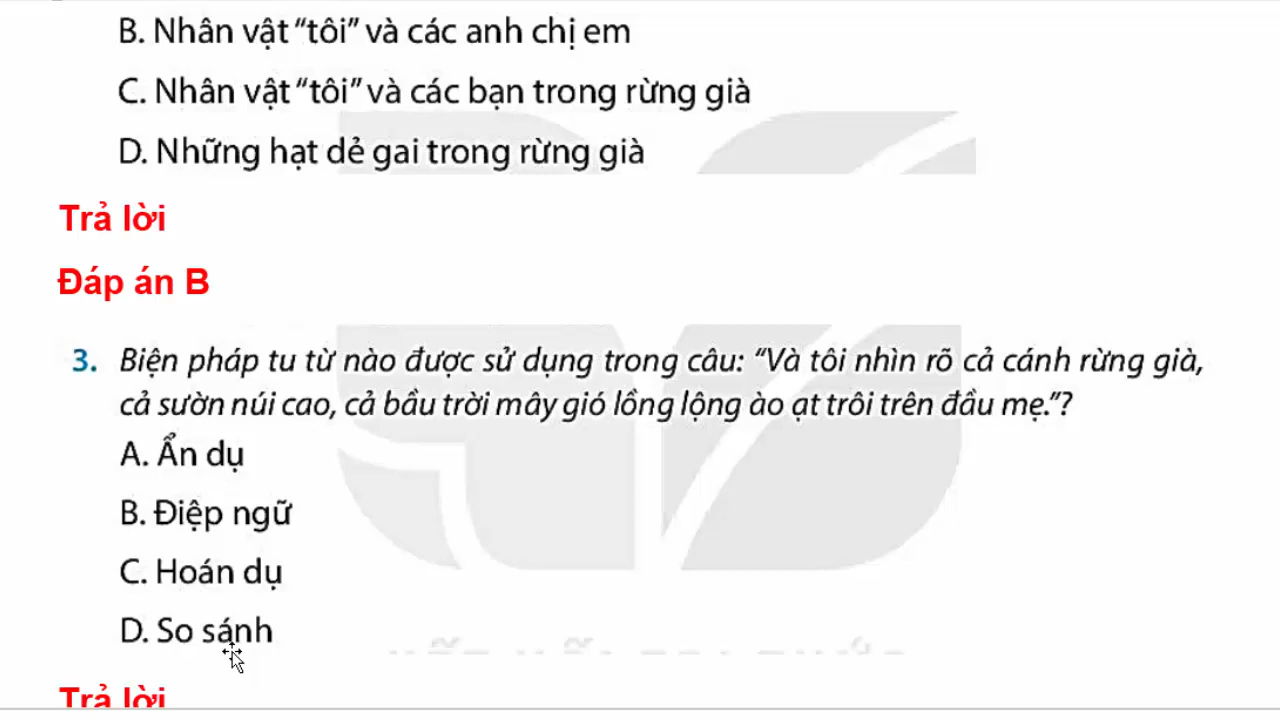 B. Nhân vật “tôi” và các anh chị em
C. Nhân vật “tôi” và các bạn trong rừng già
D. Những hạt dẻ gai trong rừng già
Trả lời
Đáp án B
3. Biện pháp tu từ nào được sử dụng trong câu: “Và tôi nhìn rõ cả cánh rừng già,
cả sườn núi cao, cả bầu trời mây gió lồng lộng ào ạt trôi trên đầu mẹ.”?
A. Ẩn dụ
B. Điệp ngữ
C. Hoán dụ
D. So sánh
Trả lời